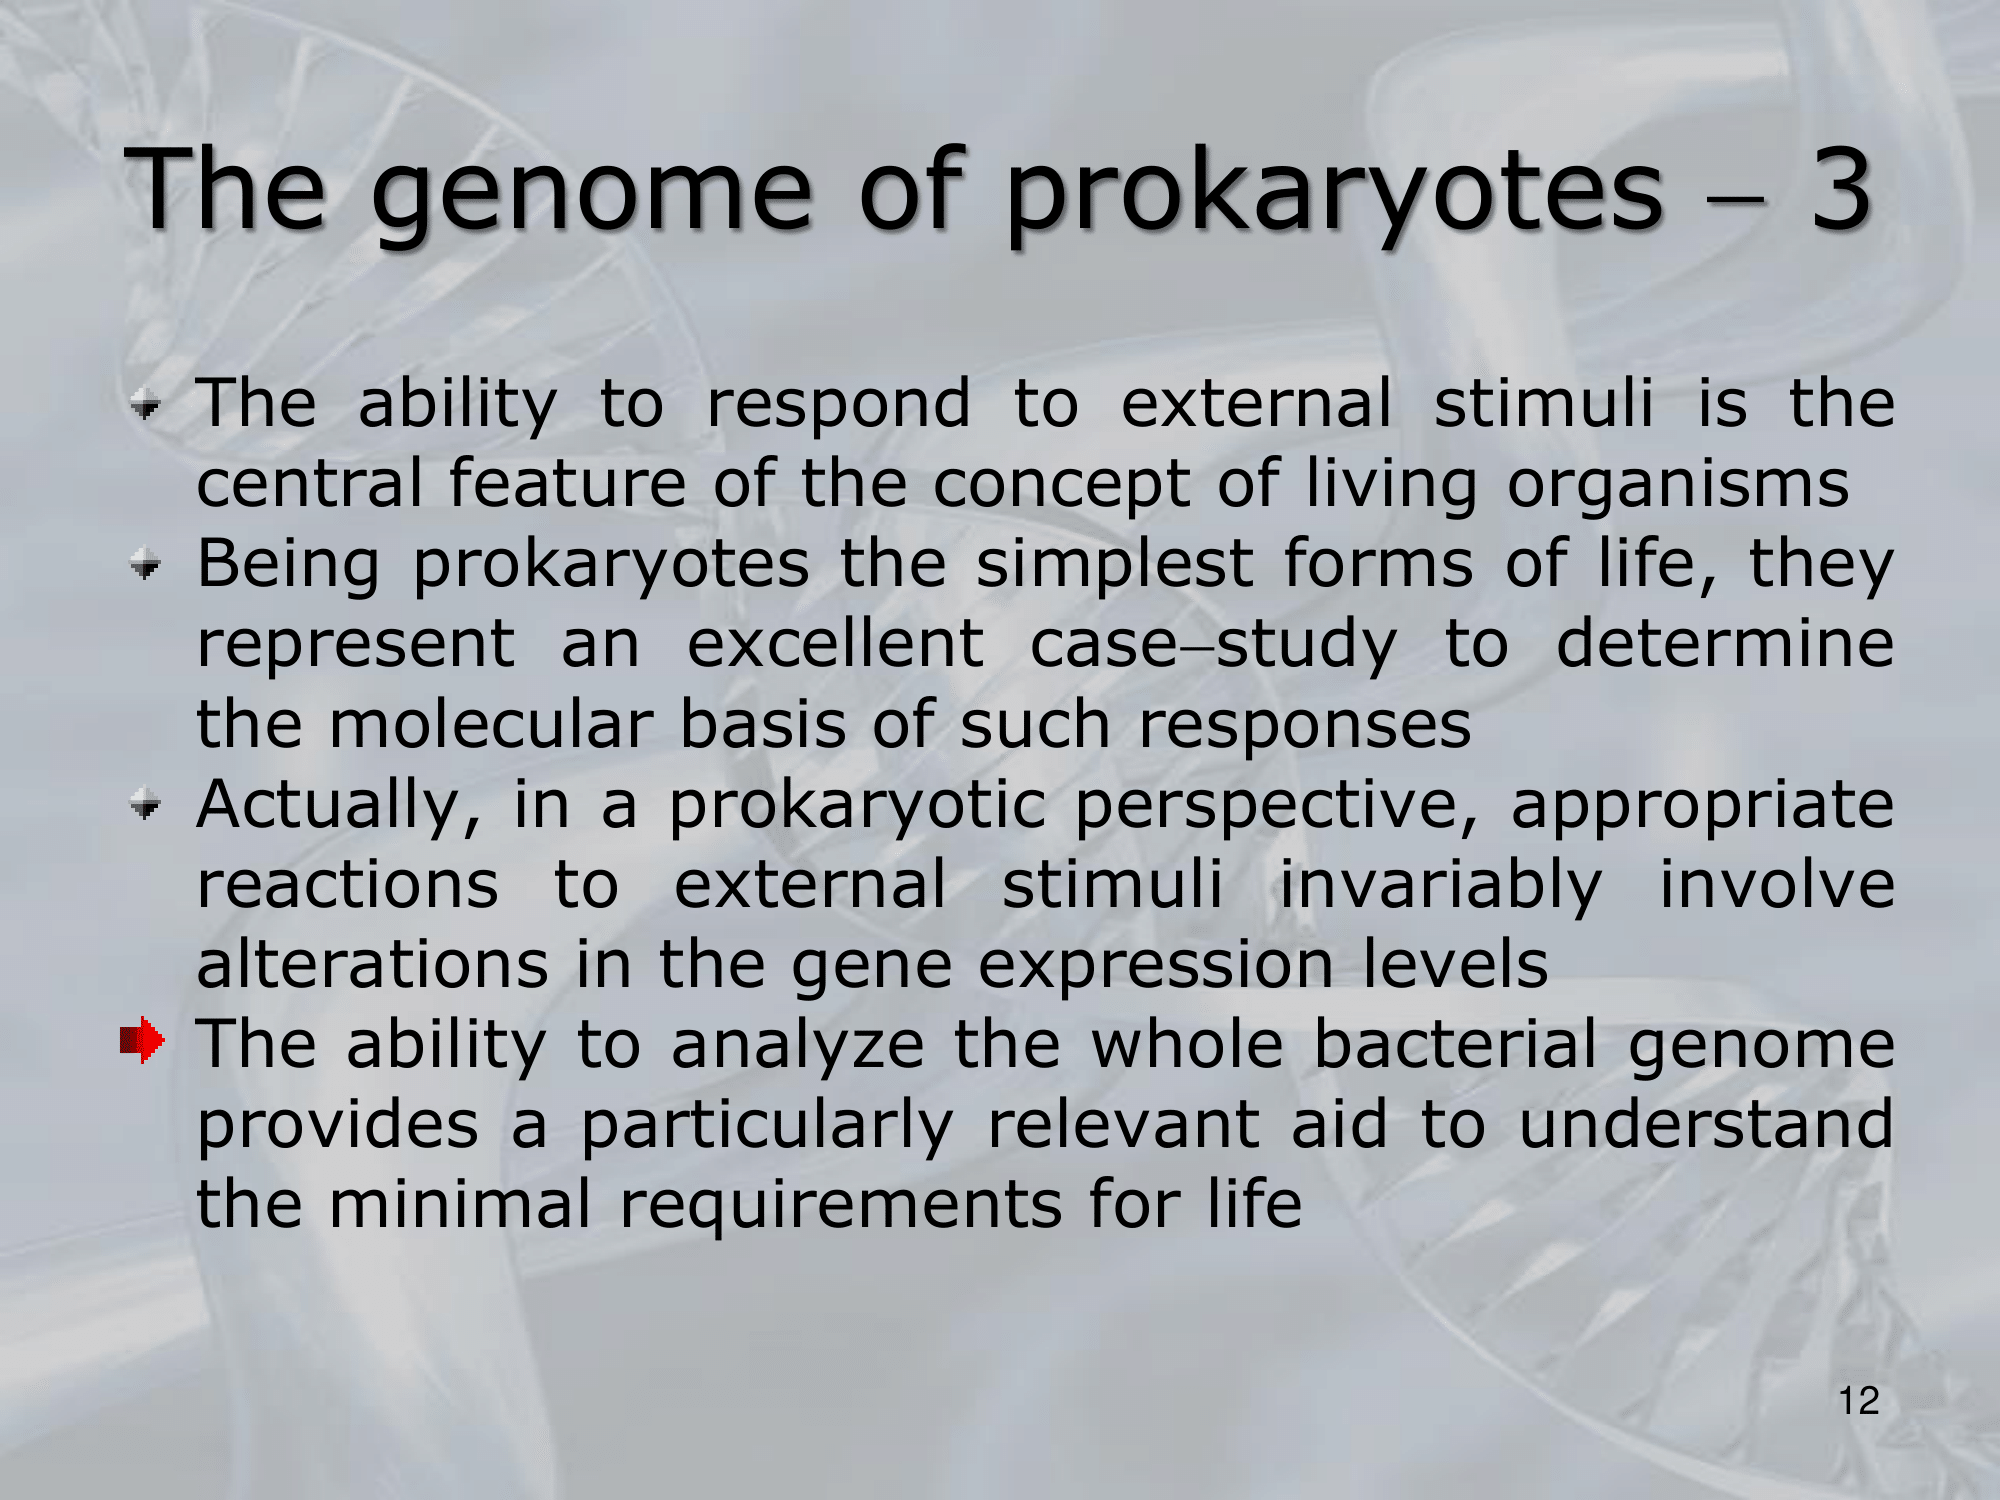 The genome of prokaryotes – 3
The ability to respond to external stimuli is the
central feature of the concept of living organisms
Being prokaryotes the simplest forms of life, they
represent an excellent case–study to determine
the molecular basis of such responses
Actually, in a prokaryotic perspective, appropriate
reactions to external stimuli invariably involve
alterations in the gene expression levels
The ability to analyze the whole bacterial genome
provides a particularly relevant aid to understand
the minimal requirements for life
12